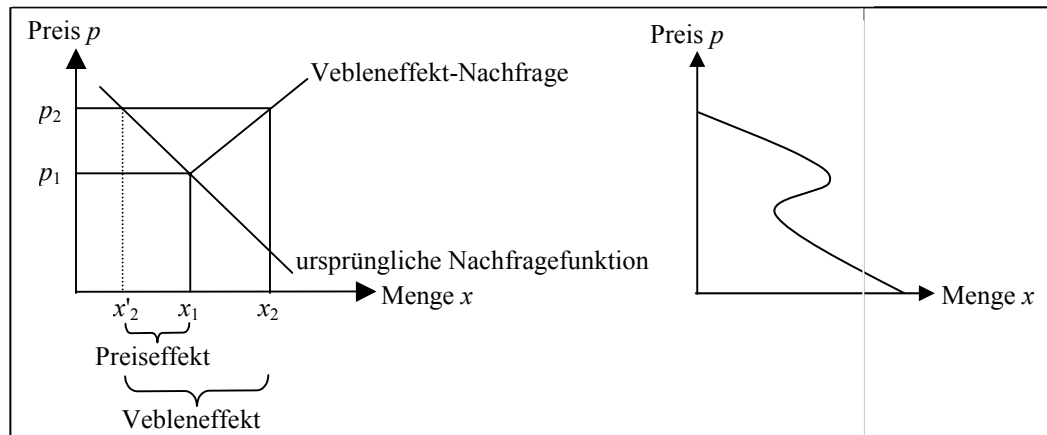 Preis p
Vebleneffekt-Nachfrage
p2
p1
ursprüngliche Nachfragefunktion
Menge x
x'2 x1 x2
Preiseffekt
Vebleneffekt
Preis p
Menge x